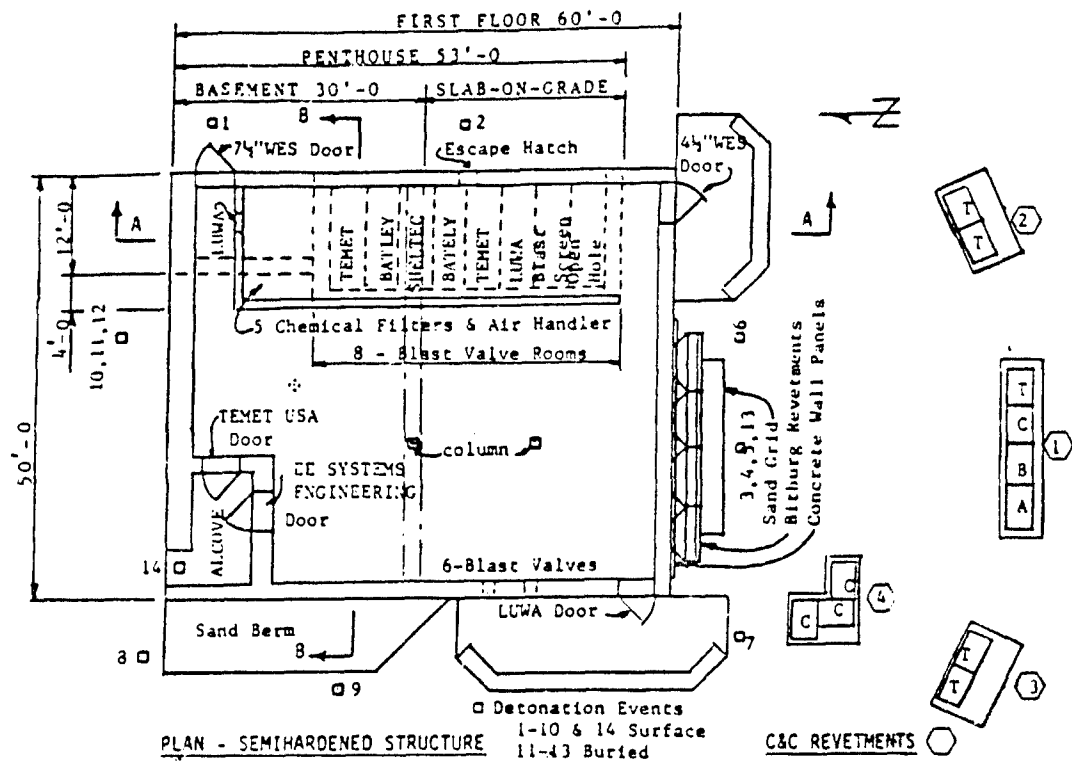 FIRST FLOOR 60'-0
PENTHOUSE 53'-0
BASEMENT 30'-0
SLAB-ON-GRADE
N
1
B
2
7½"WES Door
Escape Hatch
4½"WES
Door
A
A
12'-0
4'-0
50'-0
10,11,12
LUWA
TEMET
BATLEY
SHELTEC
BATELY
TEMET
LUWA
Blast
Screen
Open
Hole
5 Chemical Filters & Air Handler
8 - Blast Valve Rooms
6
TEMET USA
Door
column
EE SYSTEMS
ENGINEERING
Door
ALCOVE
14
6-Blast Valves
LUWA Door
3,4,5,13
Sand Grid
Bitburg Revetments
Concrete Wall Panels
Sand Berm
B
8
9
7
T
T
2
T
C
B
A
1
C
C
C
4
T
T
3
Detonation Events
1-10 & 14 Surface
11-13 Buried
PLAN - SEMIHARDENED STRUCTURE
C&C REVETMENTS